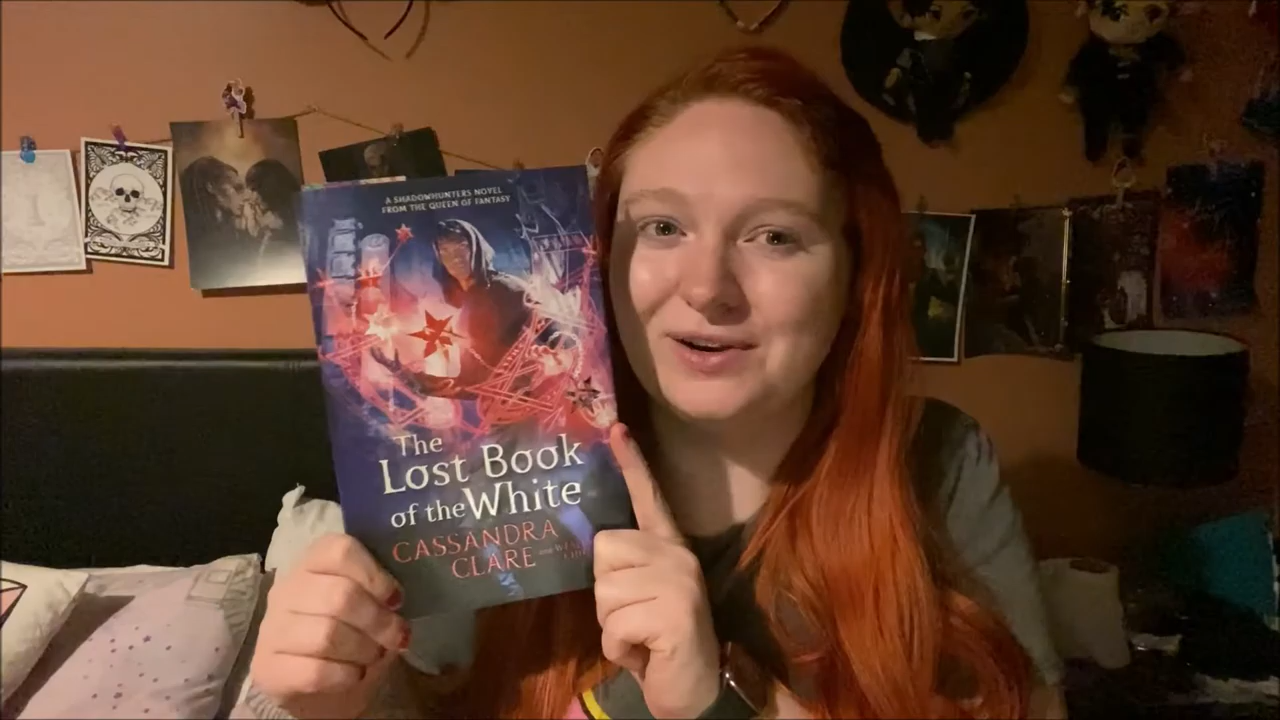 A SHADOWHUNTERS NOVEL
FROM THE QUEEN OF FANTASY
The
Lost Book
of the White
CASSANDRA
CLARE